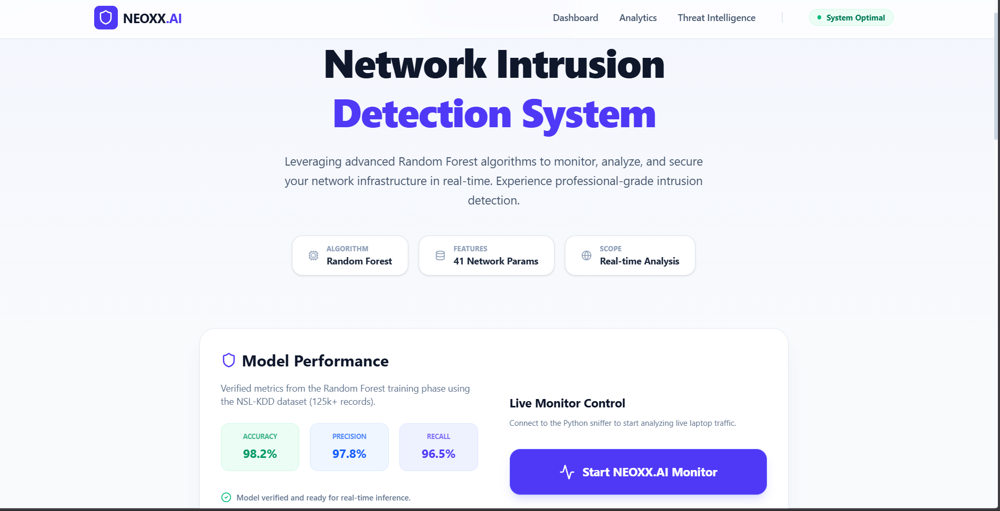 NEOXX.AI
Dashboard
Analytics
Threat Intelligence
System Optimal
Network Intrusion
Detection System
Leveraging advanced Random Forest algorithms to monitor, analyze, and secure
your network infrastructure in real-time. Experience professional-grade intrusion
detection.
ALGORITHM
Random Forest
FEATURES
41 Network Params
SCOPE
Real-time Analysis
Model Performance
Verified metrics from the Random Forest training phase using
the NSL-KDD dataset (125k+ records).
ACCURACY
98.2%
PRECISION
97.8%
RECALL
96.5%
Model verified and ready for real-time inference.
Live Monitor Control
Connect to the Python sniffer to start analyzing live laptop traffic.
Start NEOXX.AI Monitor